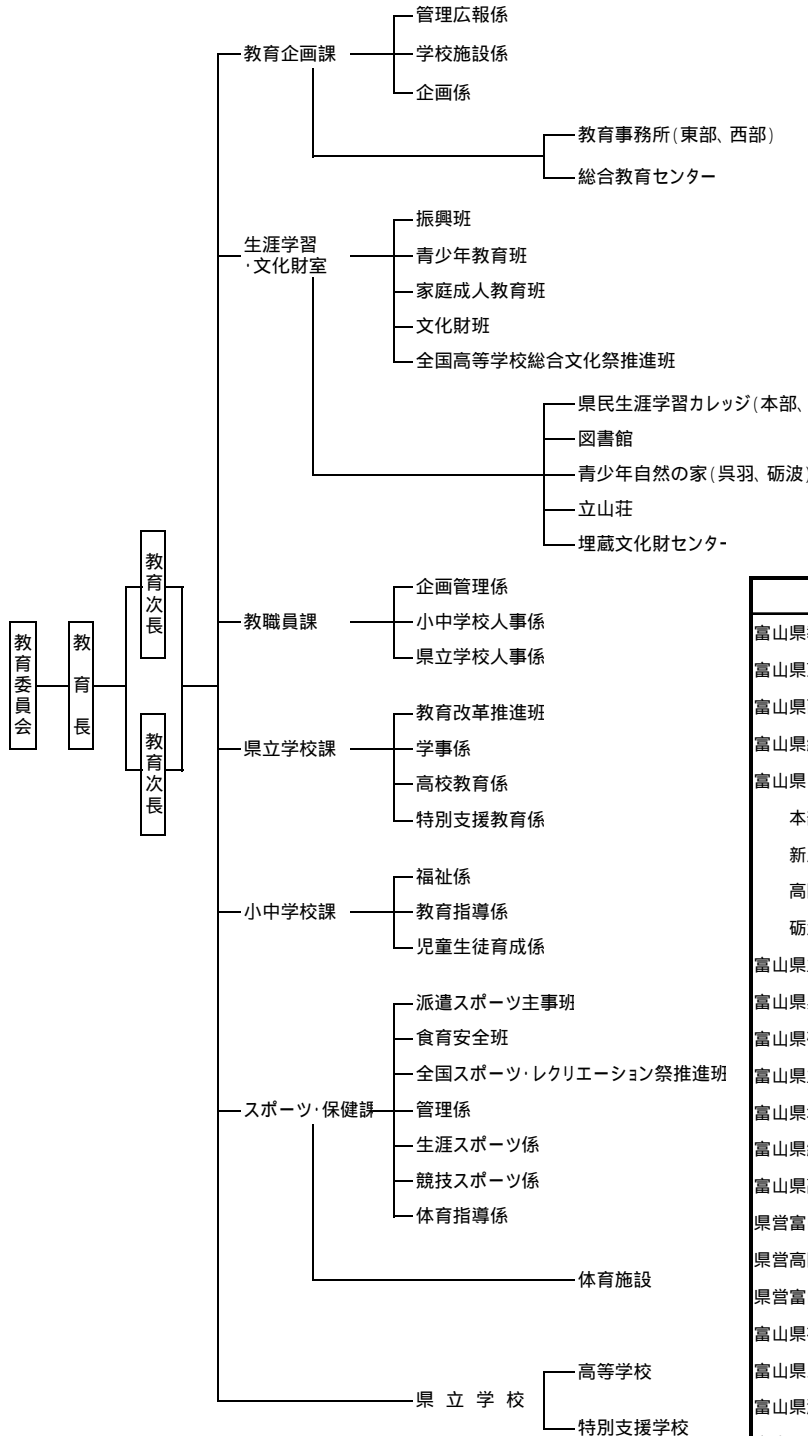 管理広報係
教育企画課
学校施設係
企画係
教育事務所(東部、西部)
総合教育センター
振興班
生涯学習
・文化財室
青少年教育班
家庭成人教育班
文化財班
全国高等学校総合文化祭推進班
県民生涯学習カレッジ(本部、
図書館
青少年自然の家(呉羽、砺波)
立山荘
埋蔵文化財センター
教育委員会
教育長
教育次長
教育次長
企画管理係
教職員課
小中学校人事係
県立学校人事係
教育改革推進班
県立学校課
学事係
高校教育係
特別支援教育係
福祉係
小中学校課
教育指導係
児童生徒育成係
派遣スポーツ主事班
食育安全班
全国スポーツ・レクリエーション祭推進班
スポーツ・保健課
管理係
生涯スポーツ係
競技スポーツ係
体育指導係
体育施設
県立学校
高等学校
特別支援学校
富山県
富山県
富山県
富山県
富山県
本
新
高
砺
富山県
富山県
富山県
富山県
富山県
富山県
富山県
県営富
県営高
県営富
富山県
富山県
富山県